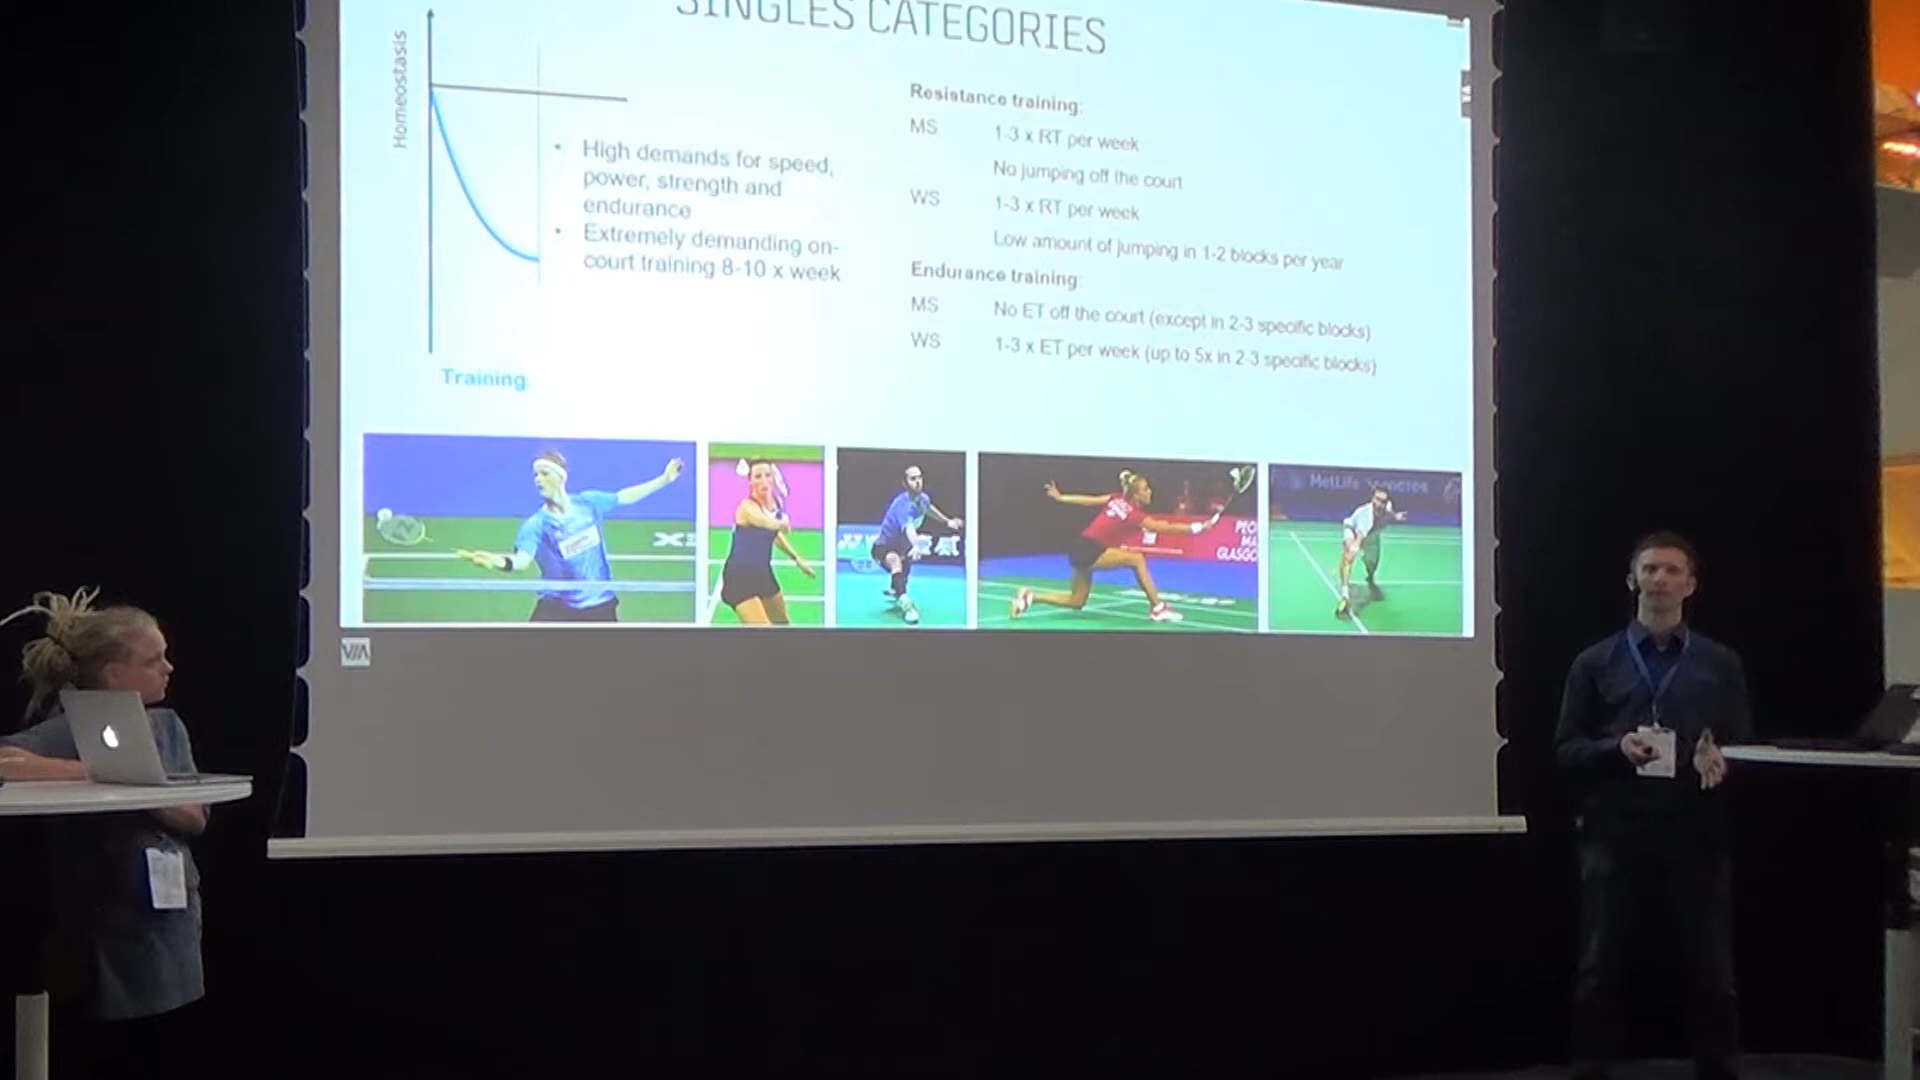 SINGLES CATEGORIES
Homeostasis
Training
• High demands for speed,
power, strength and
endurance
• Extremely demanding on-
court training 8-10 x week
Resistance training:
MS 1-3 x RT per week
No jumping off the court
WS 1-3 x RT per week
Low amount of jumping in 1-2 blocks per year
Endurance training:
MS No ET off the court (except in 2-3 specific blocks)
WS 1-3 x ET per week (up to 5x in 2-3 specific blocks)
MetLife
PEO
MA
GLASGO
VIA